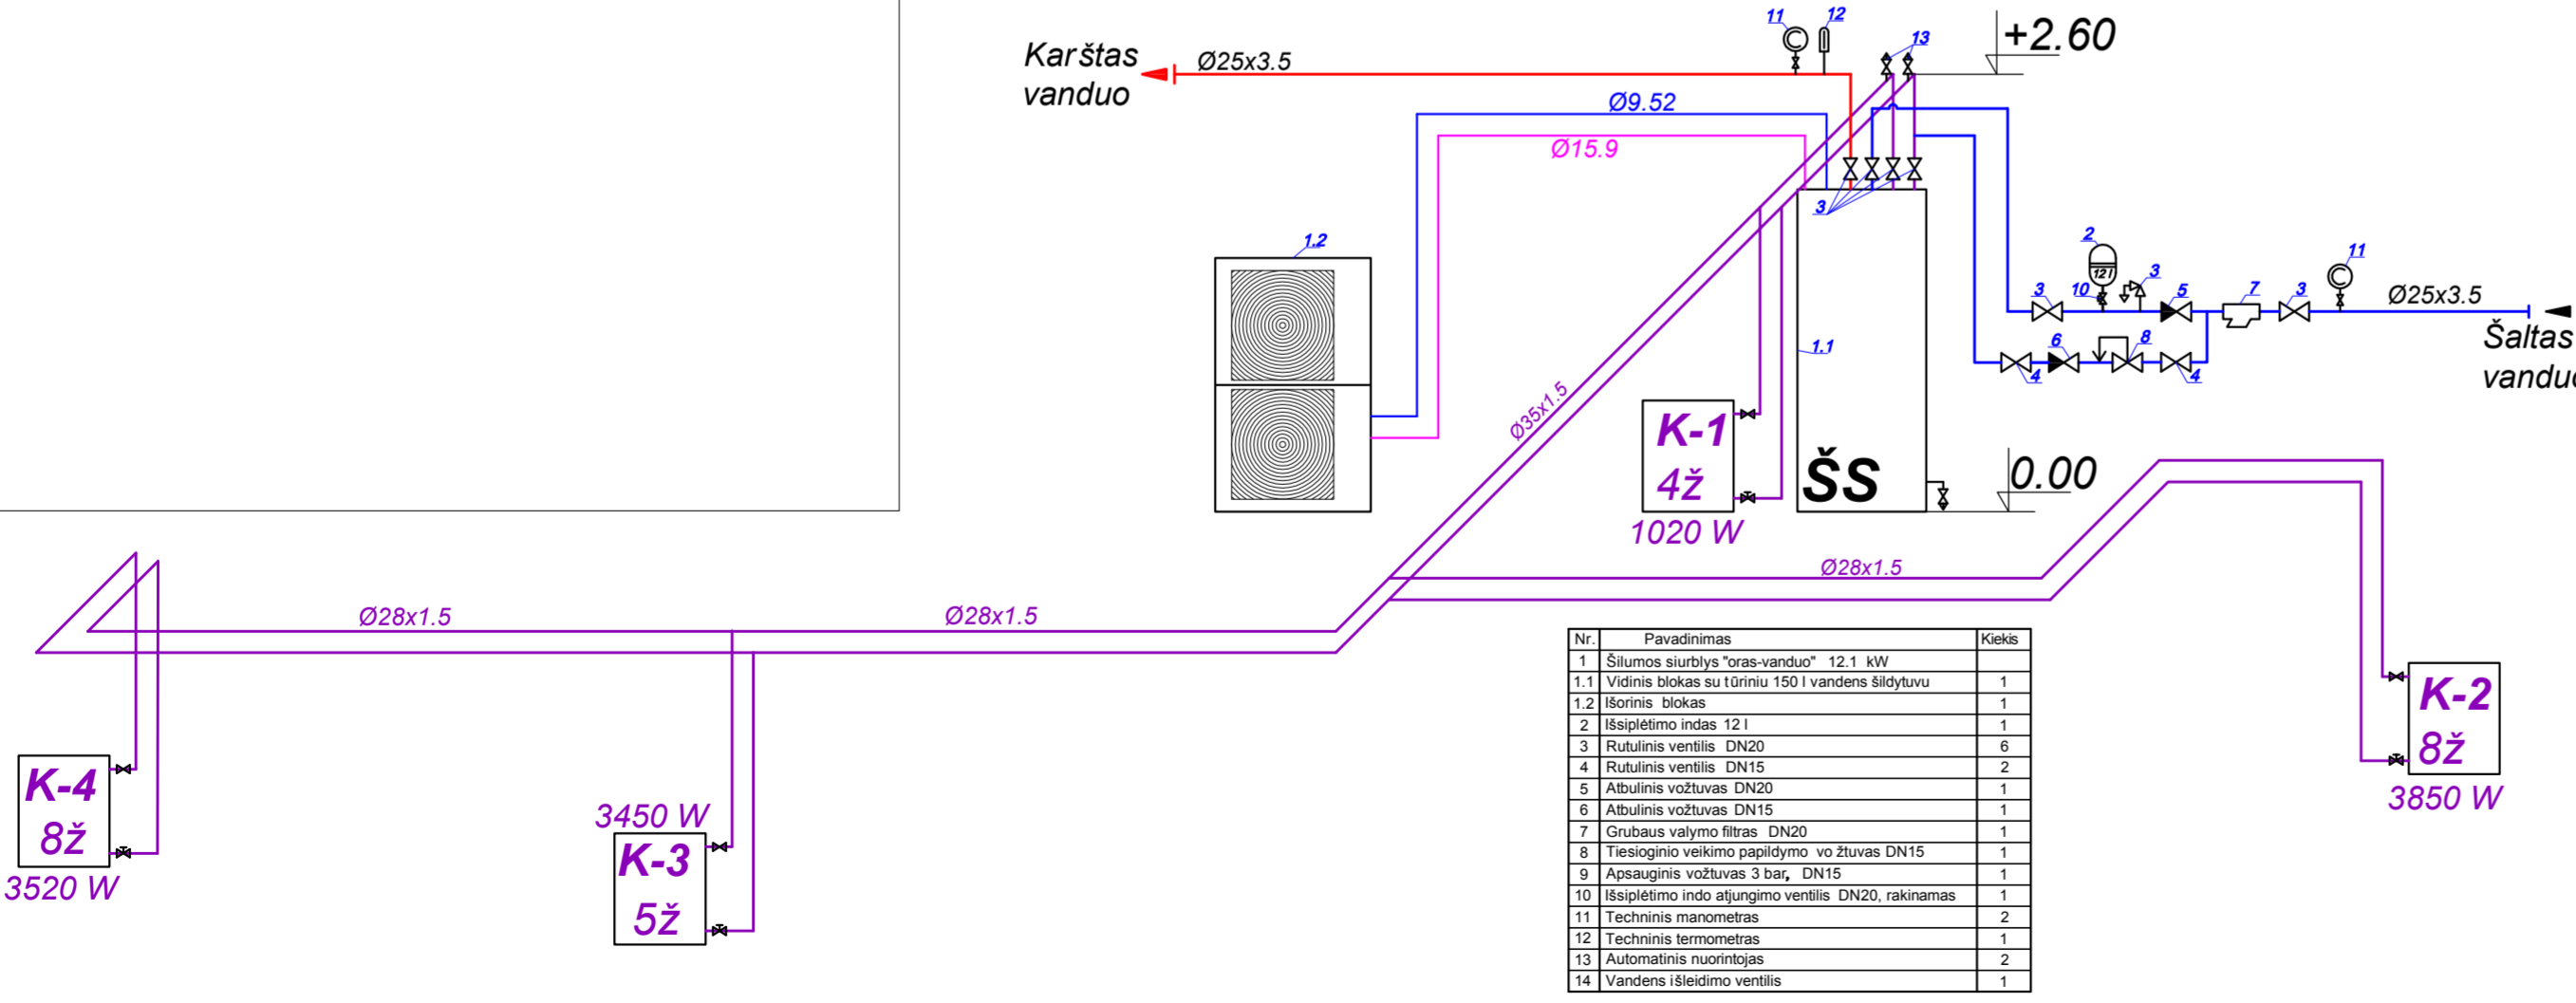 11
12
13
+2.60
Karštas
vanduo
Ø25x3.5
Ø9.52
Ø15.9
3
1.2
2
12 l
3
10
3
5
7
3
11
Ø25x3.5
Šaltas
6
8
4
4
1.1
Ø35x1.5
K-1
4ž
1020 W
ŠS
0.00
Ø28x1.5
Ø28x1.5
Ø28x1.5
K-2
8ž
3850 W
K-4
8ž
3520 W
3450 W
K-3
5ž
Nr. Pavadinimas Kiekis
1 Šilumos siurblys "oras-vanduo" 12.1 kW
1.1 Vidinis blokas su tūriniu 150 l vandens šildytuvu 1
1.2 Išorinis blokas 1
2 Išsiplėtimo indas 12 l 1
3 Rutulinis ventilis DN20 6
4 Rutulinis ventilis DN15 2
5 Atbulinis vožtuvas DN20 1
6 Atbulinis vožtuvas DN15 1
7 Grubaus valymo filtras DN20 1
8 Tiesioginio veikimo papildymo vo žtuvas DN15 1
9 Apsauginis vožtuvas 3 bar, DN15 1
10 Išsiplėtimo indo atjungimo ventilis DN20, rakinamas 1
11 Techninis manometras 2
12 Techninis termometras 1
13 Automatinis nuorintojas 2
14 Vandens išleidimo ventilis 1